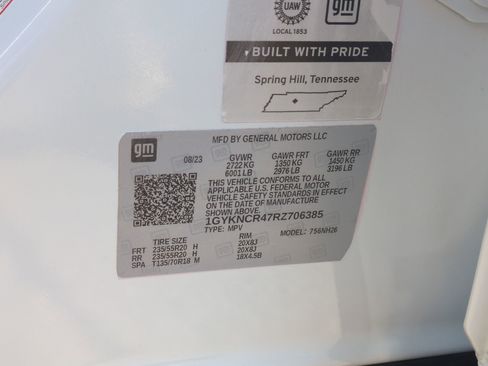 UAW
gm
LOCAL 1853
BUILT WITH PRIDE
Spring Hill, Tennessee
gm
MFD BY GENERAL MOTORS LLC
08/23 GVWR GAWR FRT GAWR RR
2722 KG 1350 KG 1450 KG
6001 LB 2976 LB 3196 LB
THIS VEHICLE CONFORMS TO ALL
APPLICABLE U.S. FEDERAL MOTOR
VEHICLE SAFETY STANDARDS IN EFFECT
ON THE DATE OF MANUFACTURE
SHOWN ABOVE.
1GYKNCR47RZ706385
TYPE: MPV MODEL: 756NH26
TIRE SIZE RIM
FRT 235/55R20 H 20X8J
RR 235/55R20 H 20X8J
SPA T135/70R18 M 18X4.5B